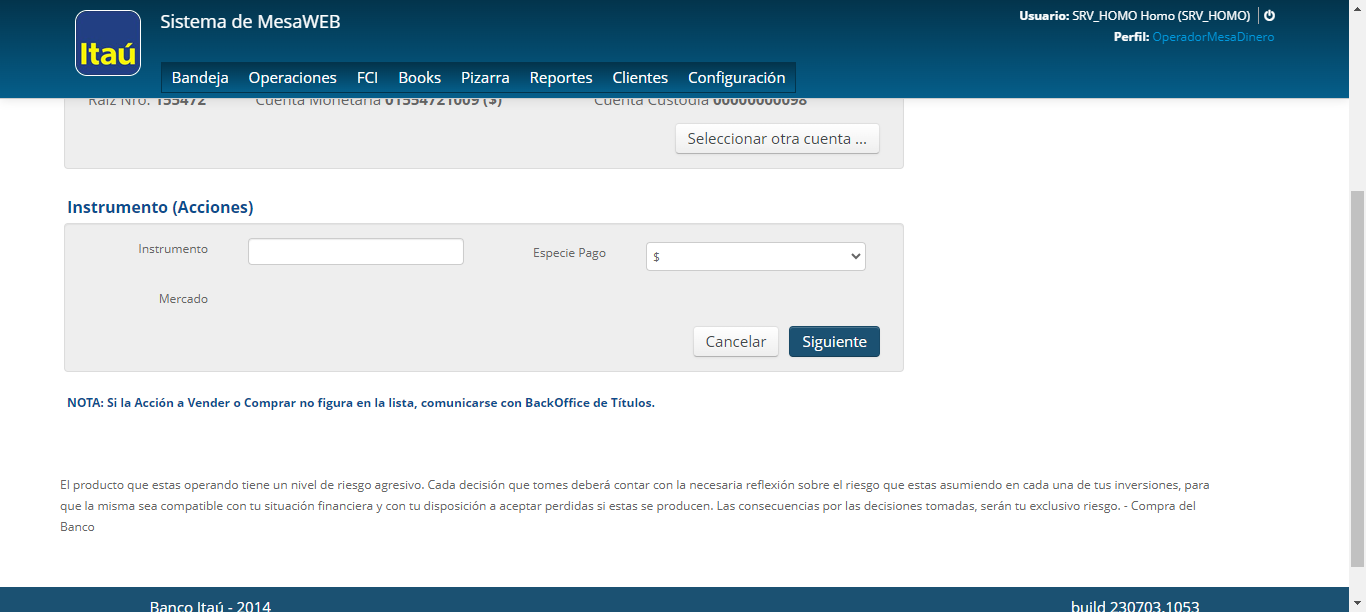 Itaú
Sistema de MesaWEB
Usuario: SRV_HOMO Homo (SRV_HOMO)
Perfil: OperadorMesaDinero
Bandeja Operaciones FCI Books Pizarra Reportes Clientes Configuración
Raíz Nro. 155472 Cuenta Monetaria 01554721009 ($) Cuenta Custodia 00000000098
Seleccionar otra cuenta ...
Instrumento (Acciones)
Instrumento Especie Pago $
Mercado
Cancelar Siguiente
NOTA: Si la Acción a Vender o Comprar no figura en la lista, comunicarse con BackOffice de Títulos.
El producto que estas operando tiene un nivel de riesgo agresivo. Cada decisión que tomes deberá contar con la necesaria reflexión sobre el riesgo que estas asumiendo en cada una de tus inversiones, para
que la misma sea compatible con tu situación financiera y con tu disposición a aceptar perdidas si estas se producen. Las consecuencias por las decisiones tomadas, serán tu exclusivo riesgo. - Compra del
Banco
Banco Itaú - 2014 build 230703.1053